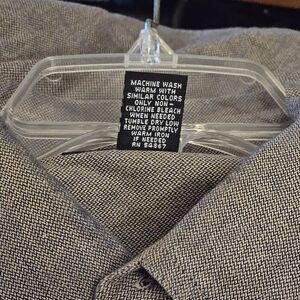 MACHINE WASH
WARM WITH
SIMILAR COLORS
ONLY NON-
CHLORINE BLEACH
WHEN NEEDED
TUMBLE DRY LOW
REMOVE PROMPTLY
WARM IRON
IF NEEDED
RN 59867